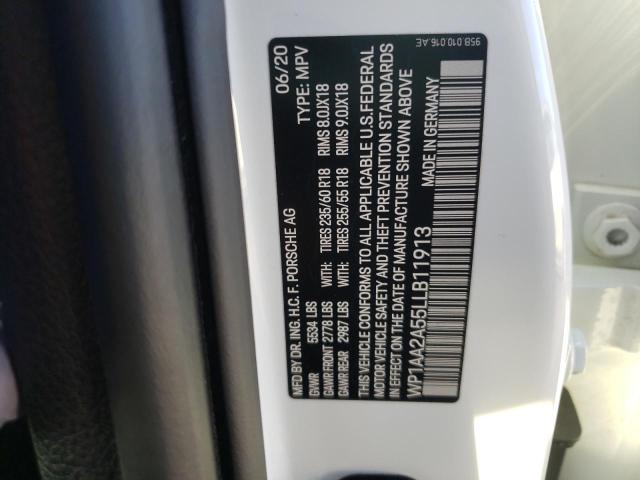 MFD BY DR. ING. H.C. F. PORSCHE AG 06/20
GVWR 5534 LBS TYPE: MPV
GAWR FRONT 2778 LBS WITH: TIRES 235/60 R18 RIMS 8.0JX18
GAWR REAR 2987 LBS WITH: TIRES 255/55 R18 RIMS 9.0JX18
THIS VEHICLE CONFORMS TO ALL APPLICABLE U.S.FEDERAL
MOTOR VEHICLE SAFETY AND THEFT PREVENTION STANDARDS
IN EFFECT ON THE DATE OF MANUFACTURE SHOWN ABOVE
WP1AA2A55LLB11913 MADE IN GERMANY
95B.010.016.AE